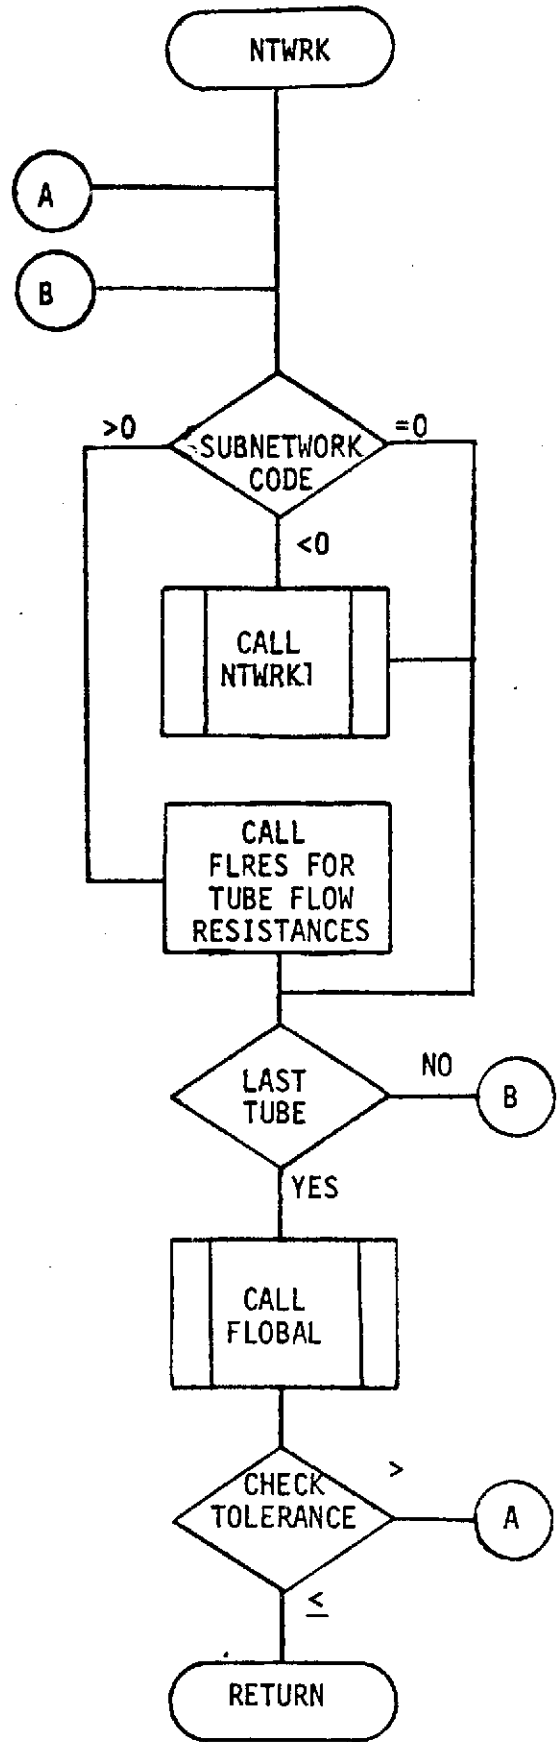 NTWRK
A
B
>0
=0
SUBNETWORK
CODE
<0
CALL
NTWRK1
CALL
FLRES FOR
TUBE FLOW
RESISTANCES
LAST
TUBE
NO
B
YES
CALL
FLOBAL
CHECK
TOLERANCE
>
A
≤
RETURN